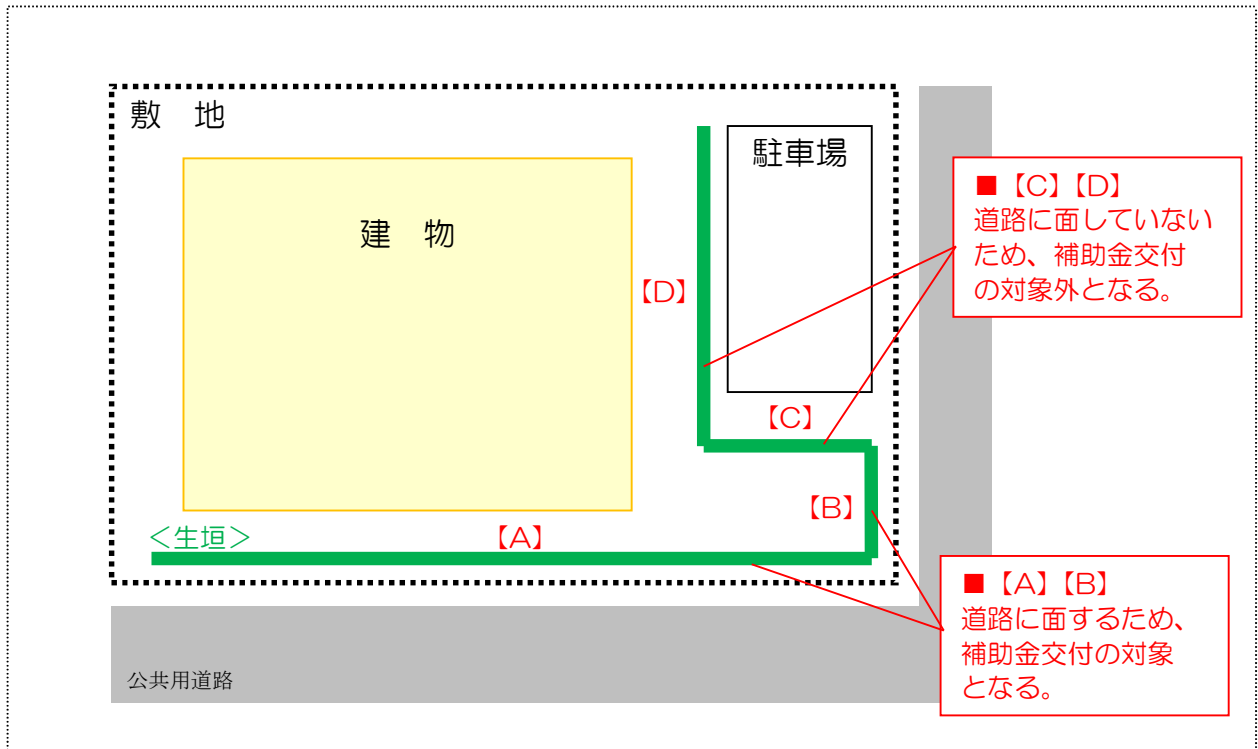 敷　地
駐車場
建　物
【D】
【C】
【B】
＜生垣＞
【A】
公共用道路
■【C】【D】
道路に面していない
ため、補助金交付
の対象外となる。
■【A】【B】
道路に面するため、
補助金交付の対象
となる。